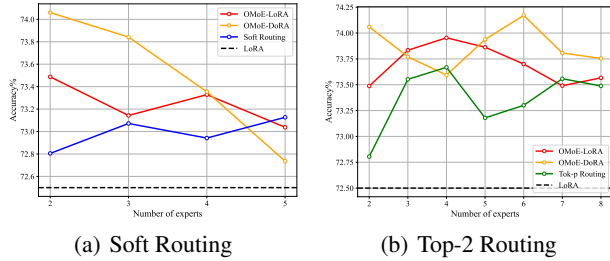 OMoE-LoRA
OMoE-DoRA
Soft Routing
LoRA
74.0
73.8
73.6
73.4
73.2
73.0
72.8
72.6
Accuracy%
2 3 4 5
Number of experts
(a) Soft Routing
74.25
74.00
73.75
73.50
73.25
73.00
72.75
72.50
Accuracy%
OMoE-LoRA
OMoE-DoRA
Tok-p Routing
LoRA
2 3 4 5 6 7 8
Number of experts
(b) Top-2 Routing